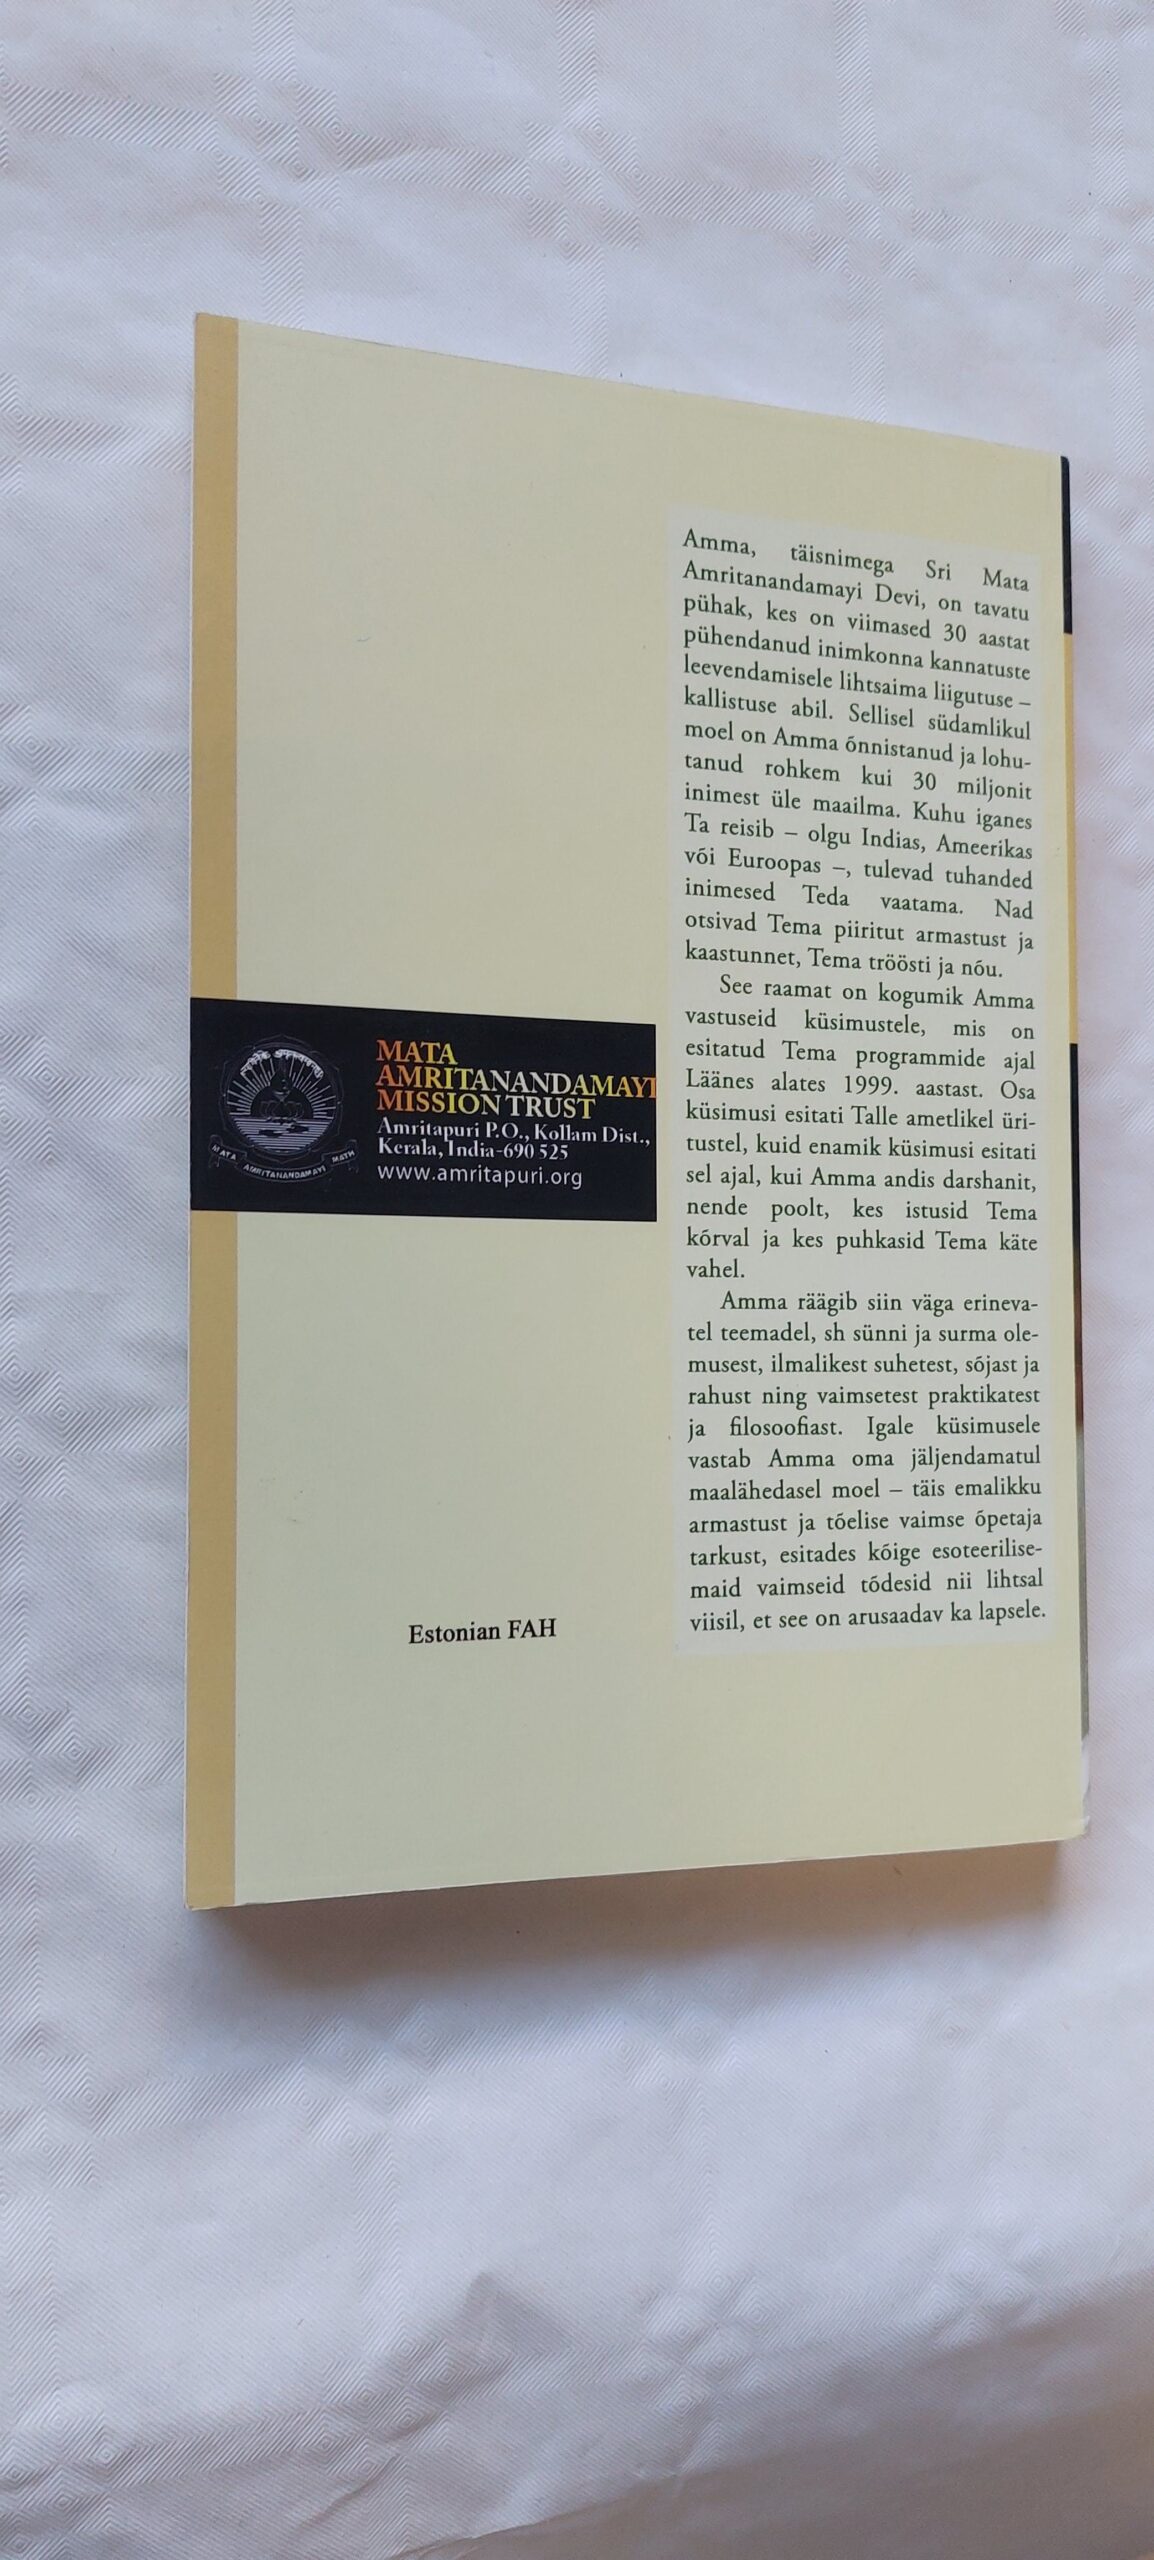 Amma, täisnimega Sri Mata
Amritanandamayi Devi, on tavatu
pühak, kes on viimased 30 aastat
pühendanud inimkonna kannatuste
leevendamisele lihtsaima liigutuse –
kallistuse abil. Sellisel südamlikul
moel on Amma õnnistanud ja lohu-
tanud rohkem kui 30 miljonit
inimest üle maailma. Kuhu iganes
Ta reisib – olgu Indias, Ameerikas
või Euroopas –, tulevad tuhanded
inimesed Teda vaatama. Nad
otsivad Tema piiritut armastust ja
kaastunnet, Tema tröösti ja nõu.
See raamat on kogumik Amma
vastuseid küsimustele, mis on
esitatud Tema programmide ajal
Läänes alates 1999. aastast. Osa
küsimusi esitati Talle ametlikel üri-
tustel, kuid enamik küsimusi esitati
sel ajal, kui Amma andis darshanit,
nende poolt, kes istusid Tema
kõrval ja kes puhkasid Tema käte
vahel.
Amma räägib siin väga erineva-
tel teemadel, sh sünni ja surma ole-
musest, ilmalikest suhetest, sõjast ja
rahust ning vaimsetest praktikatest
ja filosoofiast. Igale küsimusele
vastab Amma oma jäljendamatul
maalähedasel moel – täis emalikku
armastust ja tõelise vaimse õpetaja
tarkust, esitades kõige esoteerilise-
maid vaimseid tõdesid nii lihtsal
viisil, et see on arusaadav ka lapsele.
MATA AMRITANANDAMAYI MATH
MATA
AMRITANANDAMAYI
MISSION TRUST
Amritapuri P.O., Kollam Dist.,
Kerala, India-690 525
www.amritapuri.org
Estonian FAH